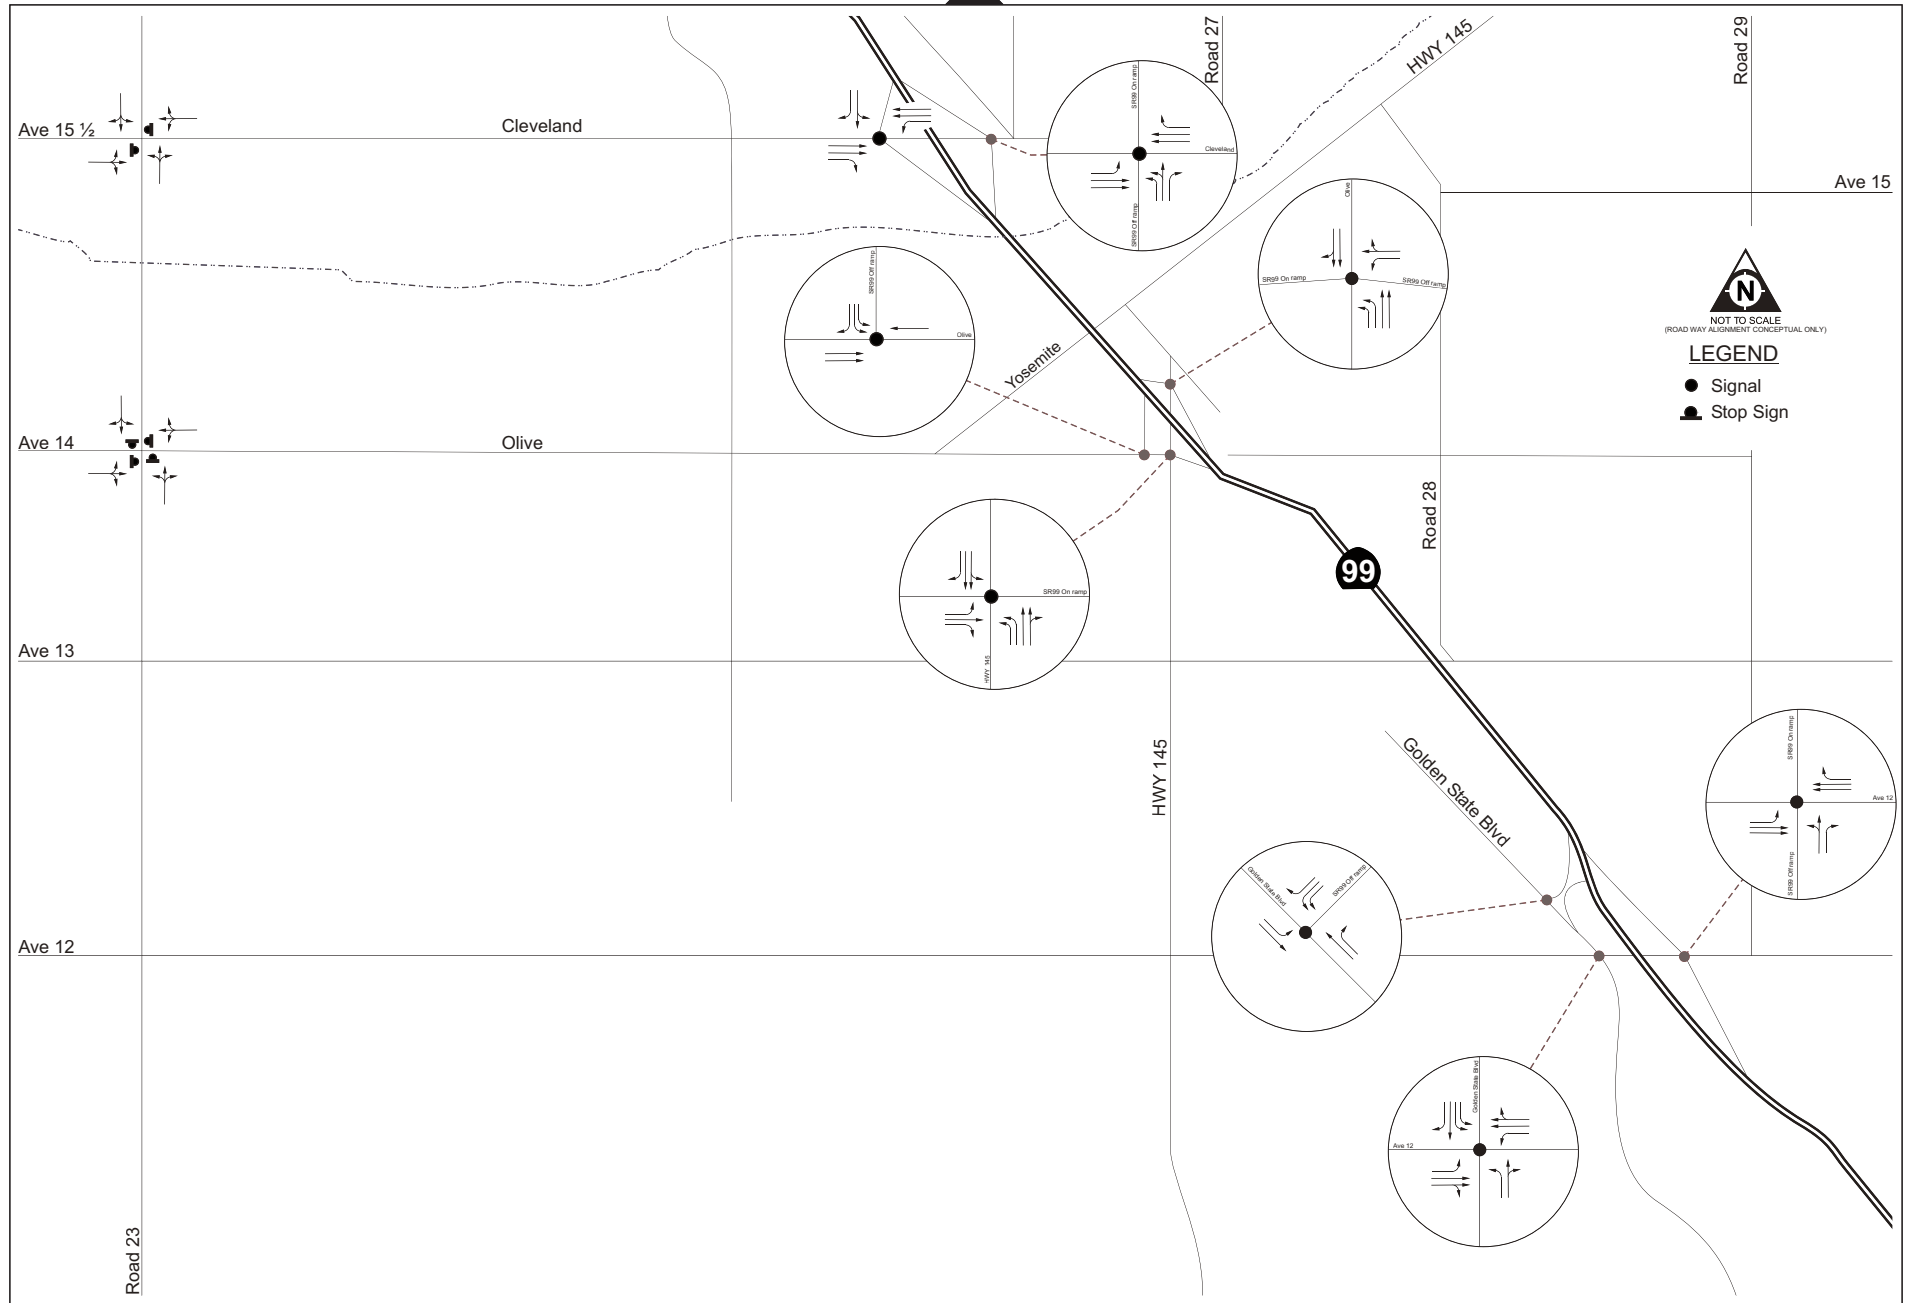 Road 27
HWY 145
Road 29
Ave 15 ½
Cleveland
SR99 On ramp
Cleveland
SR99 Off ramp
Ave 15
Olive
SR99 On ramp
SR99 Off ramp
SR99 Off ramp
Olive
N
NOT TO SCALE
(ROAD WAY ALIGNMENT CONCEPTUAL ONLY)
LEGEND
Signal
Stop Sign
Yosemite
Ave 14
Olive
Road 28
99
SR99 On ramp
HWY 145
Ave 13
HWY 145
Golden State Blvd
SR99 On ramp
Ave 12
SR99 Off ramp
Golden State Blvd
SR99 Off ramp
Ave 12
Golden State Blvd
Ave 12
Road 23